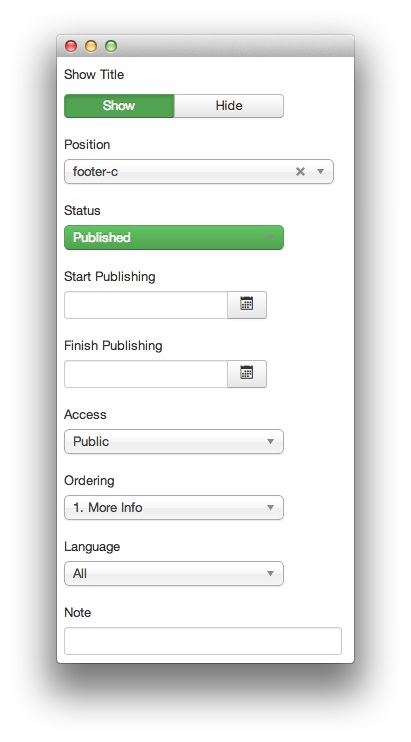 Show Title
Show Hide
Position
footer-c
Status
Published
Start Publishing
Finish Publishing
Access
Public
Ordering
1. More Info
Language
All
Note